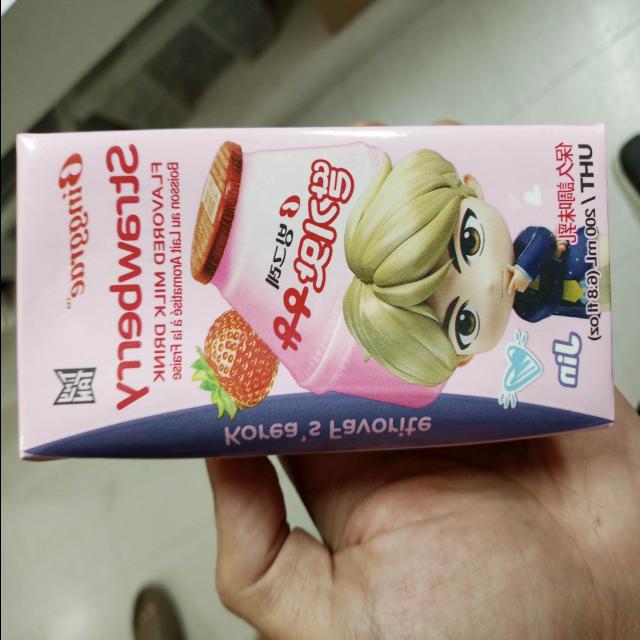 Binggrae
Strawberry
FLAVORED MILK DRINK
Boisson au Lait Aromatisé à la Fraise
빙그레
딸기맛
우유
Korea's Favorite
Jin
UHT \ 200mL (6.8 fl.oz)